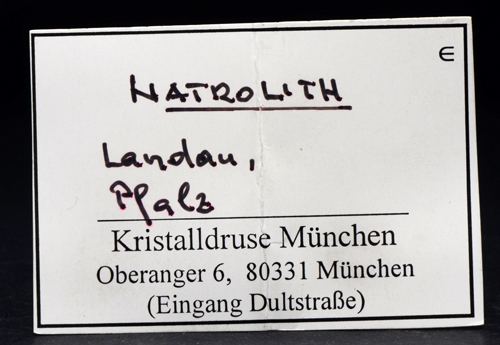 ∈
NATROLITH
Landau,
Pfalz
Kristalldruse München
Oberanger 6, 80331 München
(Eingang Dultstraße)